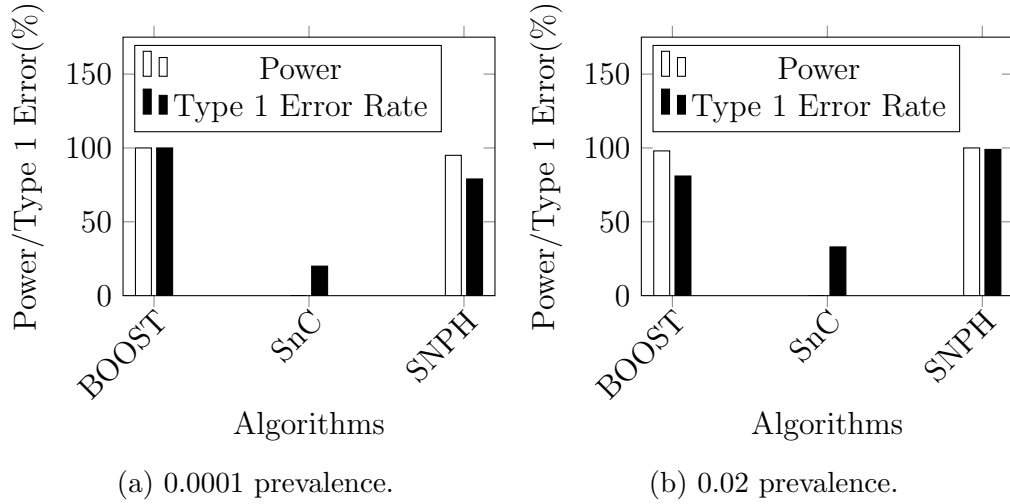 Power/Type 1 Error(%)
150
100
50
0
Power
Type 1 Error Rate
BOOST
SnC
SNPH
Algorithms
(a) 0.0001 prevalence.
Power/Type 1 Error(%)
150
100
50
0
Power
Type 1 Error Rate
BOOST
SnC
SNPH
Algorithms
(b) 0.02 prevalence.